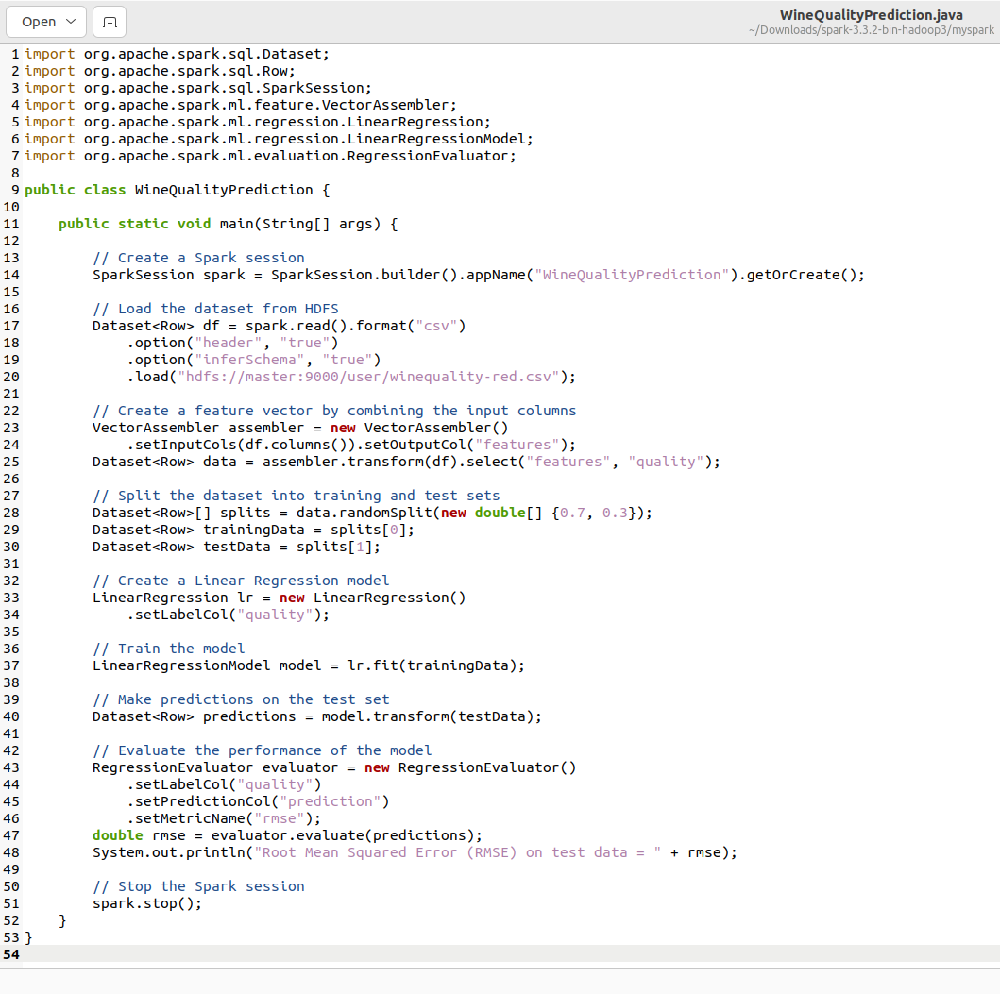 Open
WineQualityPrediction.java
~/Downloads/spark-3.3.2-bin-hadoop3/myspark
1 import org.apache.spark.sql.Dataset;
2 import org.apache.spark.sql.Row;
3 import org.apache.spark.sql.SparkSession;
4 import org.apache.spark.ml.feature.VectorAssembler;
5 import org.apache.spark.ml.regression.LinearRegression;
6 import org.apache.spark.ml.regression.LinearRegressionModel;
7 import org.apache.spark.ml.evaluation.RegressionEvaluator;
8
9 public class WineQualityPrediction {
10
11     public static void main(String[] args) {
12
13         // Create a Spark session
14         SparkSession spark = SparkSession.builder().appName("WineQualityPrediction").getOrCreate();
15
16         // Load the dataset from HDFS
17         Dataset<Row> df = spark.read().format("csv")
18             .option("header", "true")
19             .option("inferSchema", "true")
20             .load("hdfs://master:9000/user/winequality-red.csv");
21
22         // Create a feature vector by combining the input columns
23         VectorAssembler assembler = new VectorAssembler()
24             .setInputCols(df.columns()).setOutputCol("features");
25         Dataset<Row> data = assembler.transform(df).select("features", "quality");
26
27         // Split the dataset into training and test sets
28         Dataset<Row>[] splits = data.randomSplit(new double[] {0.7, 0.3});
29         Dataset<Row> trainingData = splits[0];
30         Dataset<Row> testData = splits[1];
31
32         // Create a Linear Regression model
33         LinearRegression lr = new LinearRegression()
34             .setLabelCol("quality");
35
36         // Train the model
37         LinearRegressionModel model = lr.fit(trainingData);
38
39         // Make predictions on the test set
40         Dataset<Row> predictions = model.transform(testData);
41
42         // Evaluate the performance of the model
43         RegressionEvaluator evaluator = new RegressionEvaluator()
44             .setLabelCol("quality")
45             .setPredictionCol("prediction")
46             .setMetricName("rmse");
47         double rmse = evaluator.evaluate(predictions);
48         System.out.println("Root Mean Squared Error (RMSE) on test data = " + rmse);
49
50         // Stop the Spark session
51         spark.stop();
52     }
53 }
54